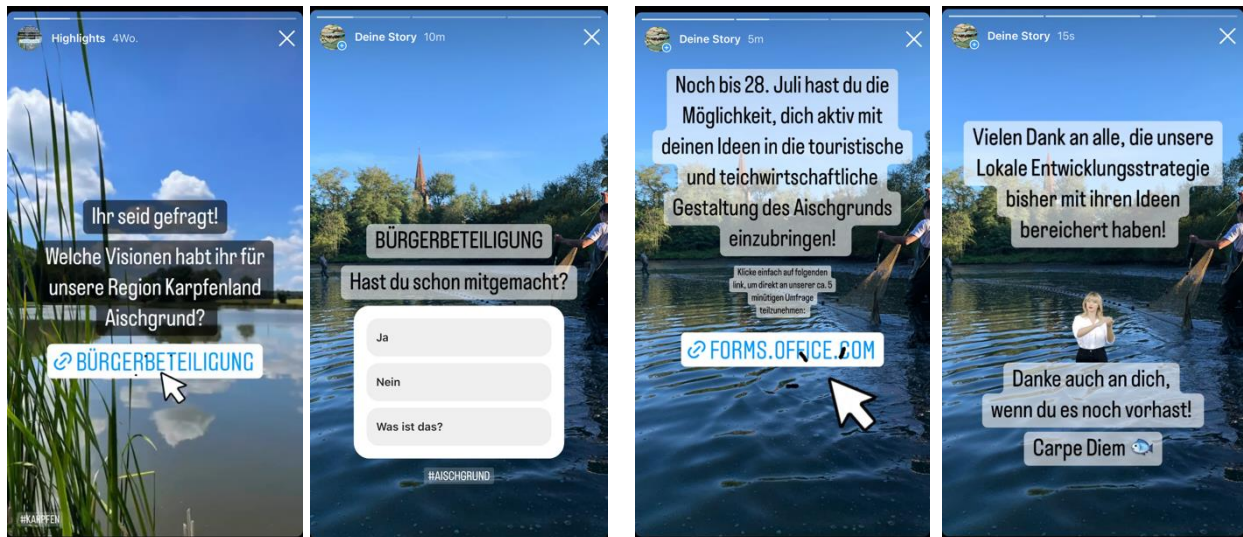 Highlights 4Wo.
Ihr seid gefragt!
Welche Visionen habt ihr für
unsere Region Karpfenland
Aischgrund?
BÜRGERBETEILIGUNG
#KARPFEN
Deine Story 10m
BÜRGERBETEILIGUNG
Hast du schon mitgemacht?
Ja
Nein
Was ist das?
#AISCHGRUND
Deine Story 5m
Noch bis 28. Juli hast du die
Möglichkeit, dich aktiv mit
deinen Ideen in die touristische
und teichwirtschaftliche
Gestaltung des Aischgrunds
einzubringen!
Klicke einfach auf folgenden
link, um direkt an unserer ca. 5
minütigen Umfrage
teilzunehmen:
FORMS.OFFICE.COM
Deine Story 15s
Vielen Dank an alle, die unsere
Lokale Entwicklungsstrategie
bisher mit ihren Ideen
bereichert haben!
Danke auch an dich,
wenn du es noch vorhast!
Carpe Diem 🐟